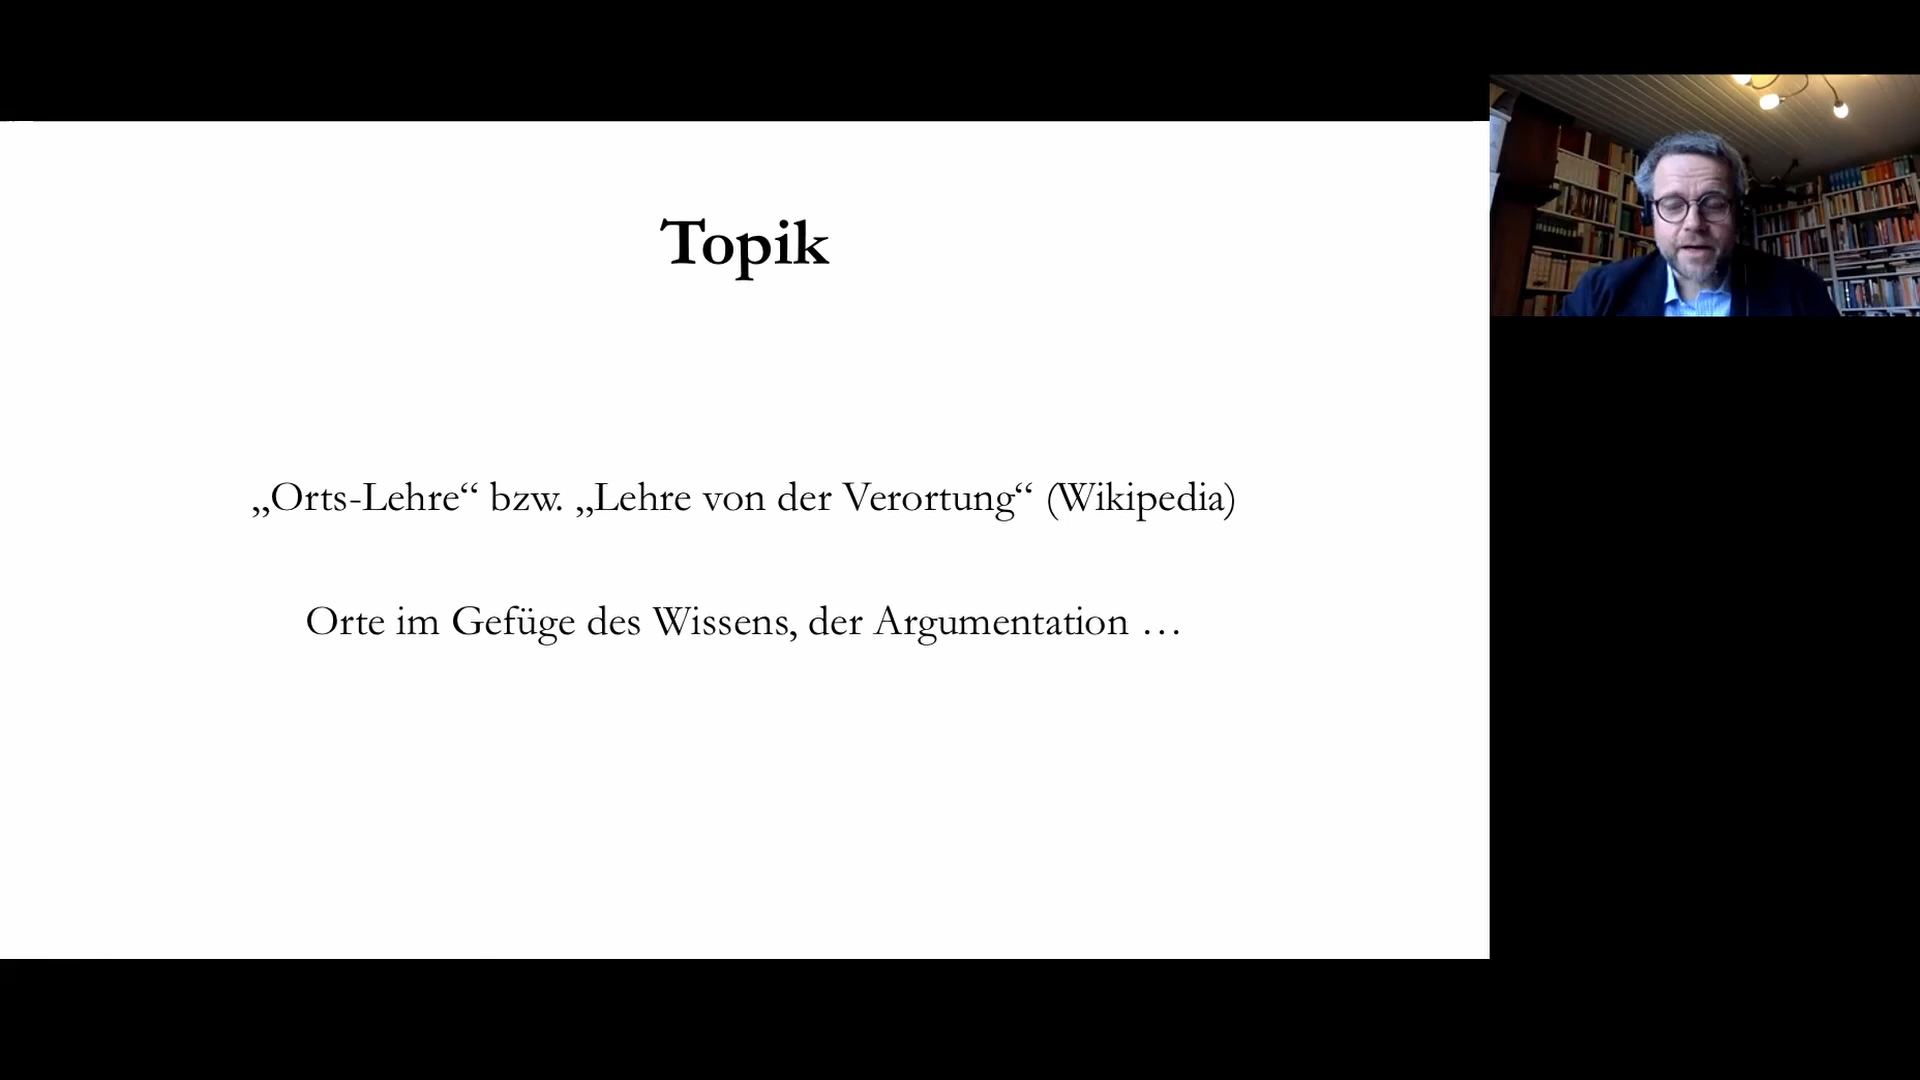 Topik
„Orts-Lehre“ bzw. „Lehre von der Verortung“ (Wikipedia)
Orte im Gefüge des Wissens, der Argumentation …